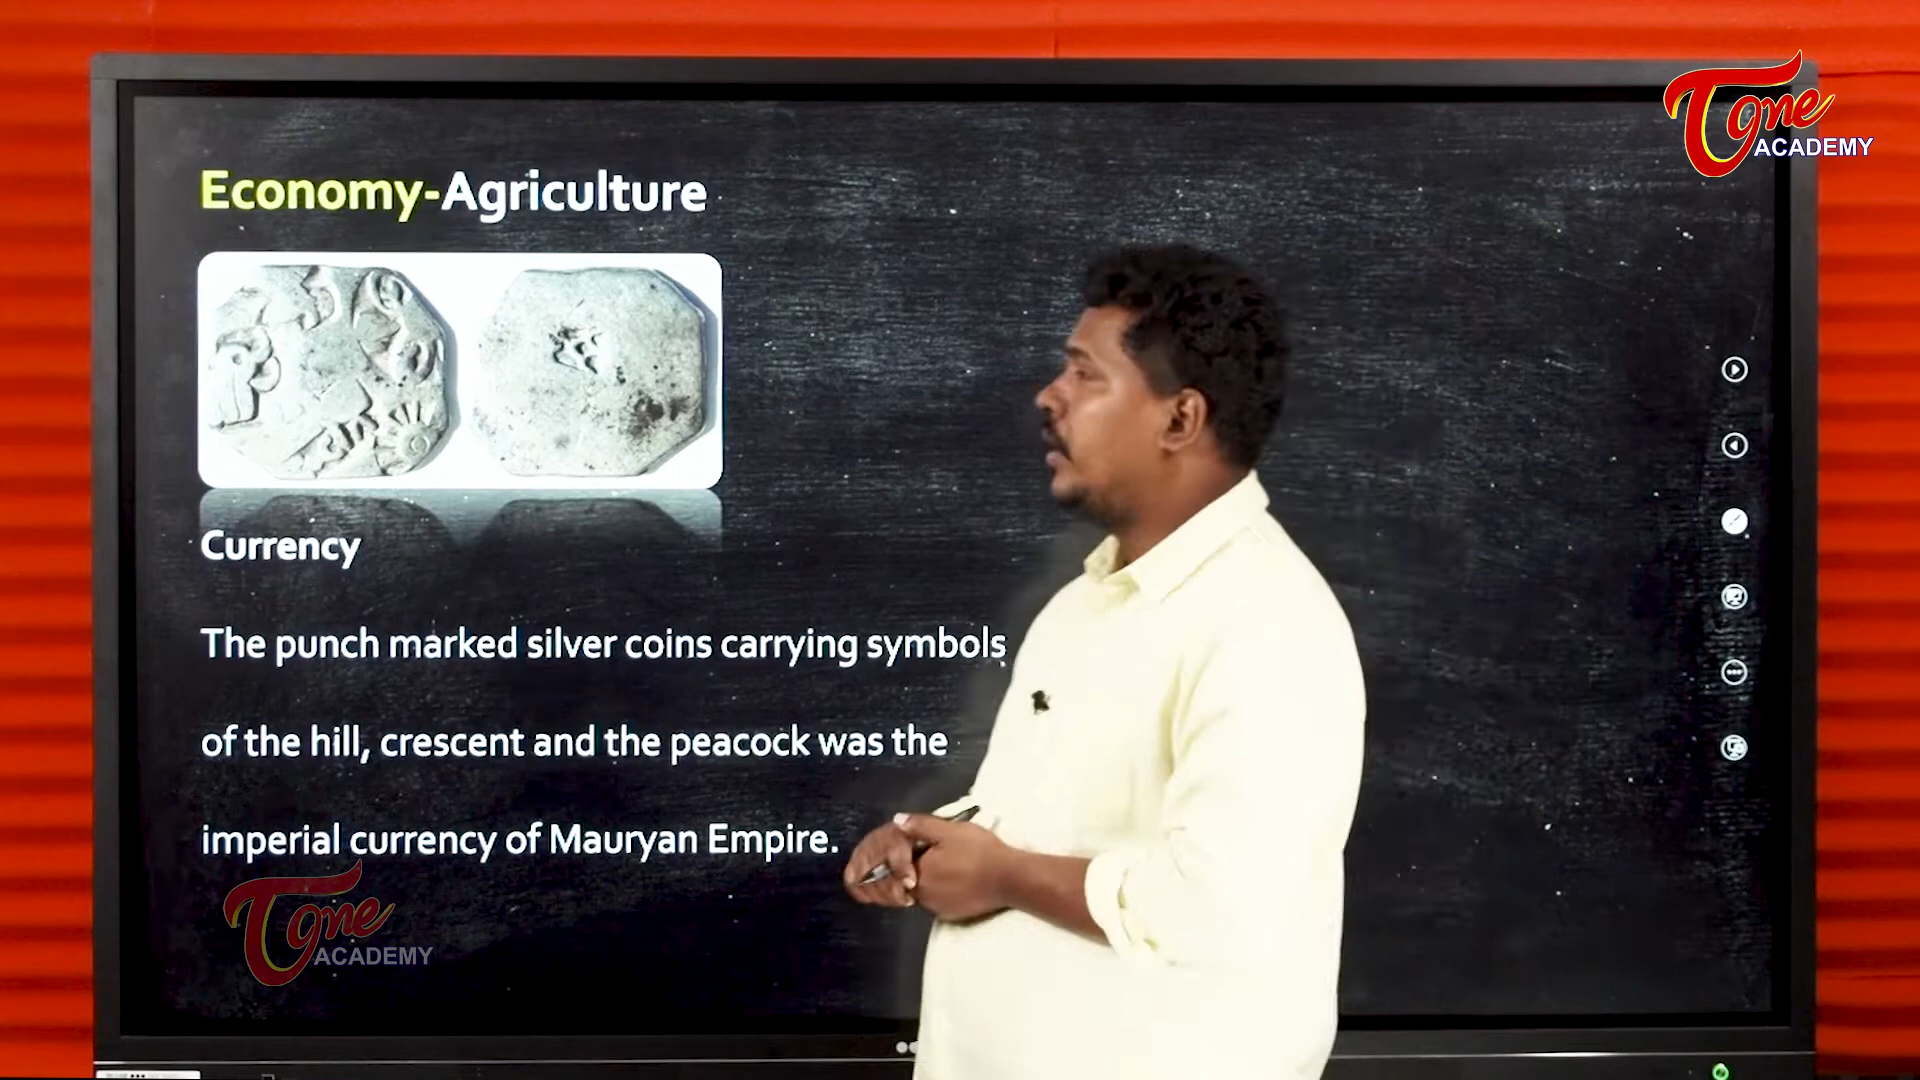 Tone
ACADEMY
Economy-Agriculture
Currency
The punch marked silver coins carrying symbols
of the hill, crescent and the peacock was the
imperial currency of Mauryan Empire.
Tone
ACADEMY